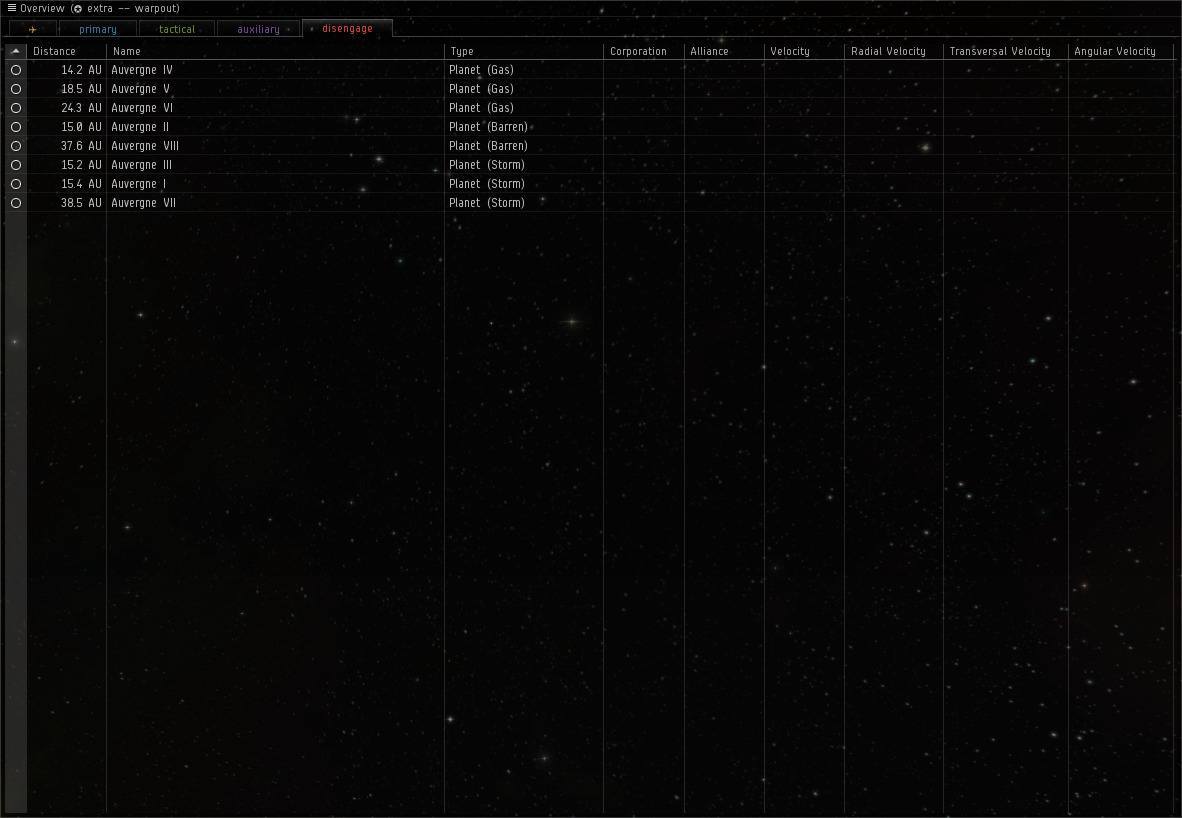 Overview (✪ extra -- warpout)
primary tactical auxiliary disengage
Distance Name Type Corporation Alliance Velocity Radial Velocity Transversal Velocity Angular Velocity
14.2 AU Auvergne IV Planet (Gas)
18.5 AU Auvergne V Planet (Gas)
24.3 AU Auvergne VI Planet (Gas)
15.0 AU Auvergne II Planet (Barren)
37.6 AU Auvergne VIII Planet (Barren)
15.2 AU Auvergne III Planet (Storm)
15.4 AU Auvergne I Planet (Storm)
38.5 AU Auvergne VII Planet (Storm)